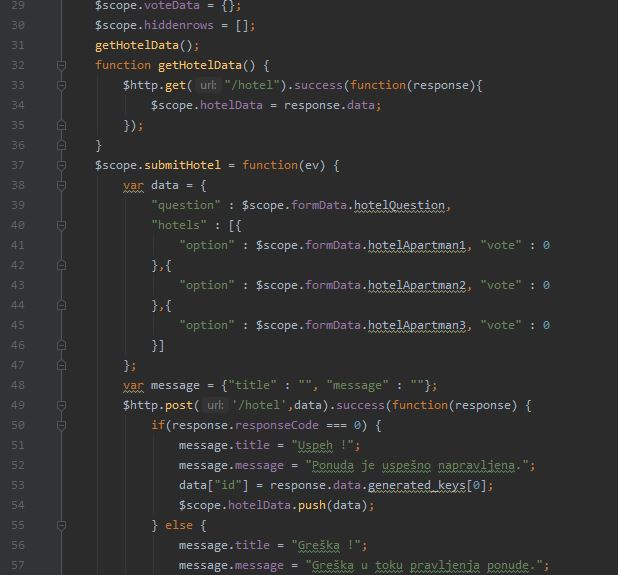 29 $scope.voteData = {};
30 $scope.hiddenrows = [];
31 getHotelData();
32 function getHotelData() {
33 $http.get( url: "/hotel").success(function(response){
34 $scope.hotelData = response.data;
35 });
36 }
37 $scope.submitHotel = function(ev) {
38 var data = {
39 "question" : $scope.formData.hotelQuestion,
40 "hotels" : [{
41 "option" : $scope.formData.hotelApartman1, "vote" : 0
42 },{
43 "option" : $scope.formData.hotelApartman2, "vote" : 0
44 },{
45 "option" : $scope.formData.hotelApartman3, "vote" : 0
46 }]
47 };
48 var message = {"title" : "", "message" : ""};
49 $http.post( url: '/hotel',data).success(function(response) {
50 if(response.responseCode === 0) {
51 message.title = "Uspeh !";
52 message.message = "Ponuda je uspešno napravljena.";
53 data["id"] = response.data.generated_keys[0];
54 $scope.hotelData.push(data);
55 } else {
56 message.title = "Greška !";
57 message.message = "Greška u toku pravljenja ponude.";